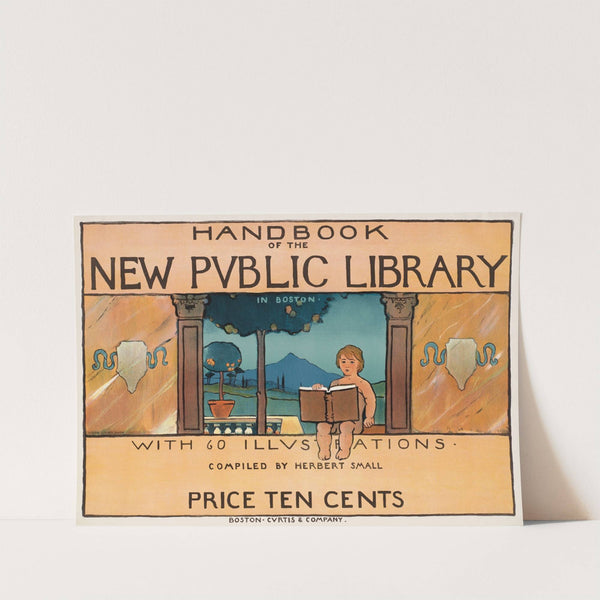 HANDBOOK
OF THE
NEW PVBLIC LIBRARY
IN BOSTON·
WITH 60 ILLVSTRATIONS·
COMPILED BY HERBERT SMALL
PRICE TEN CENTS
BOSTON·CVRTIS & COMPANY.